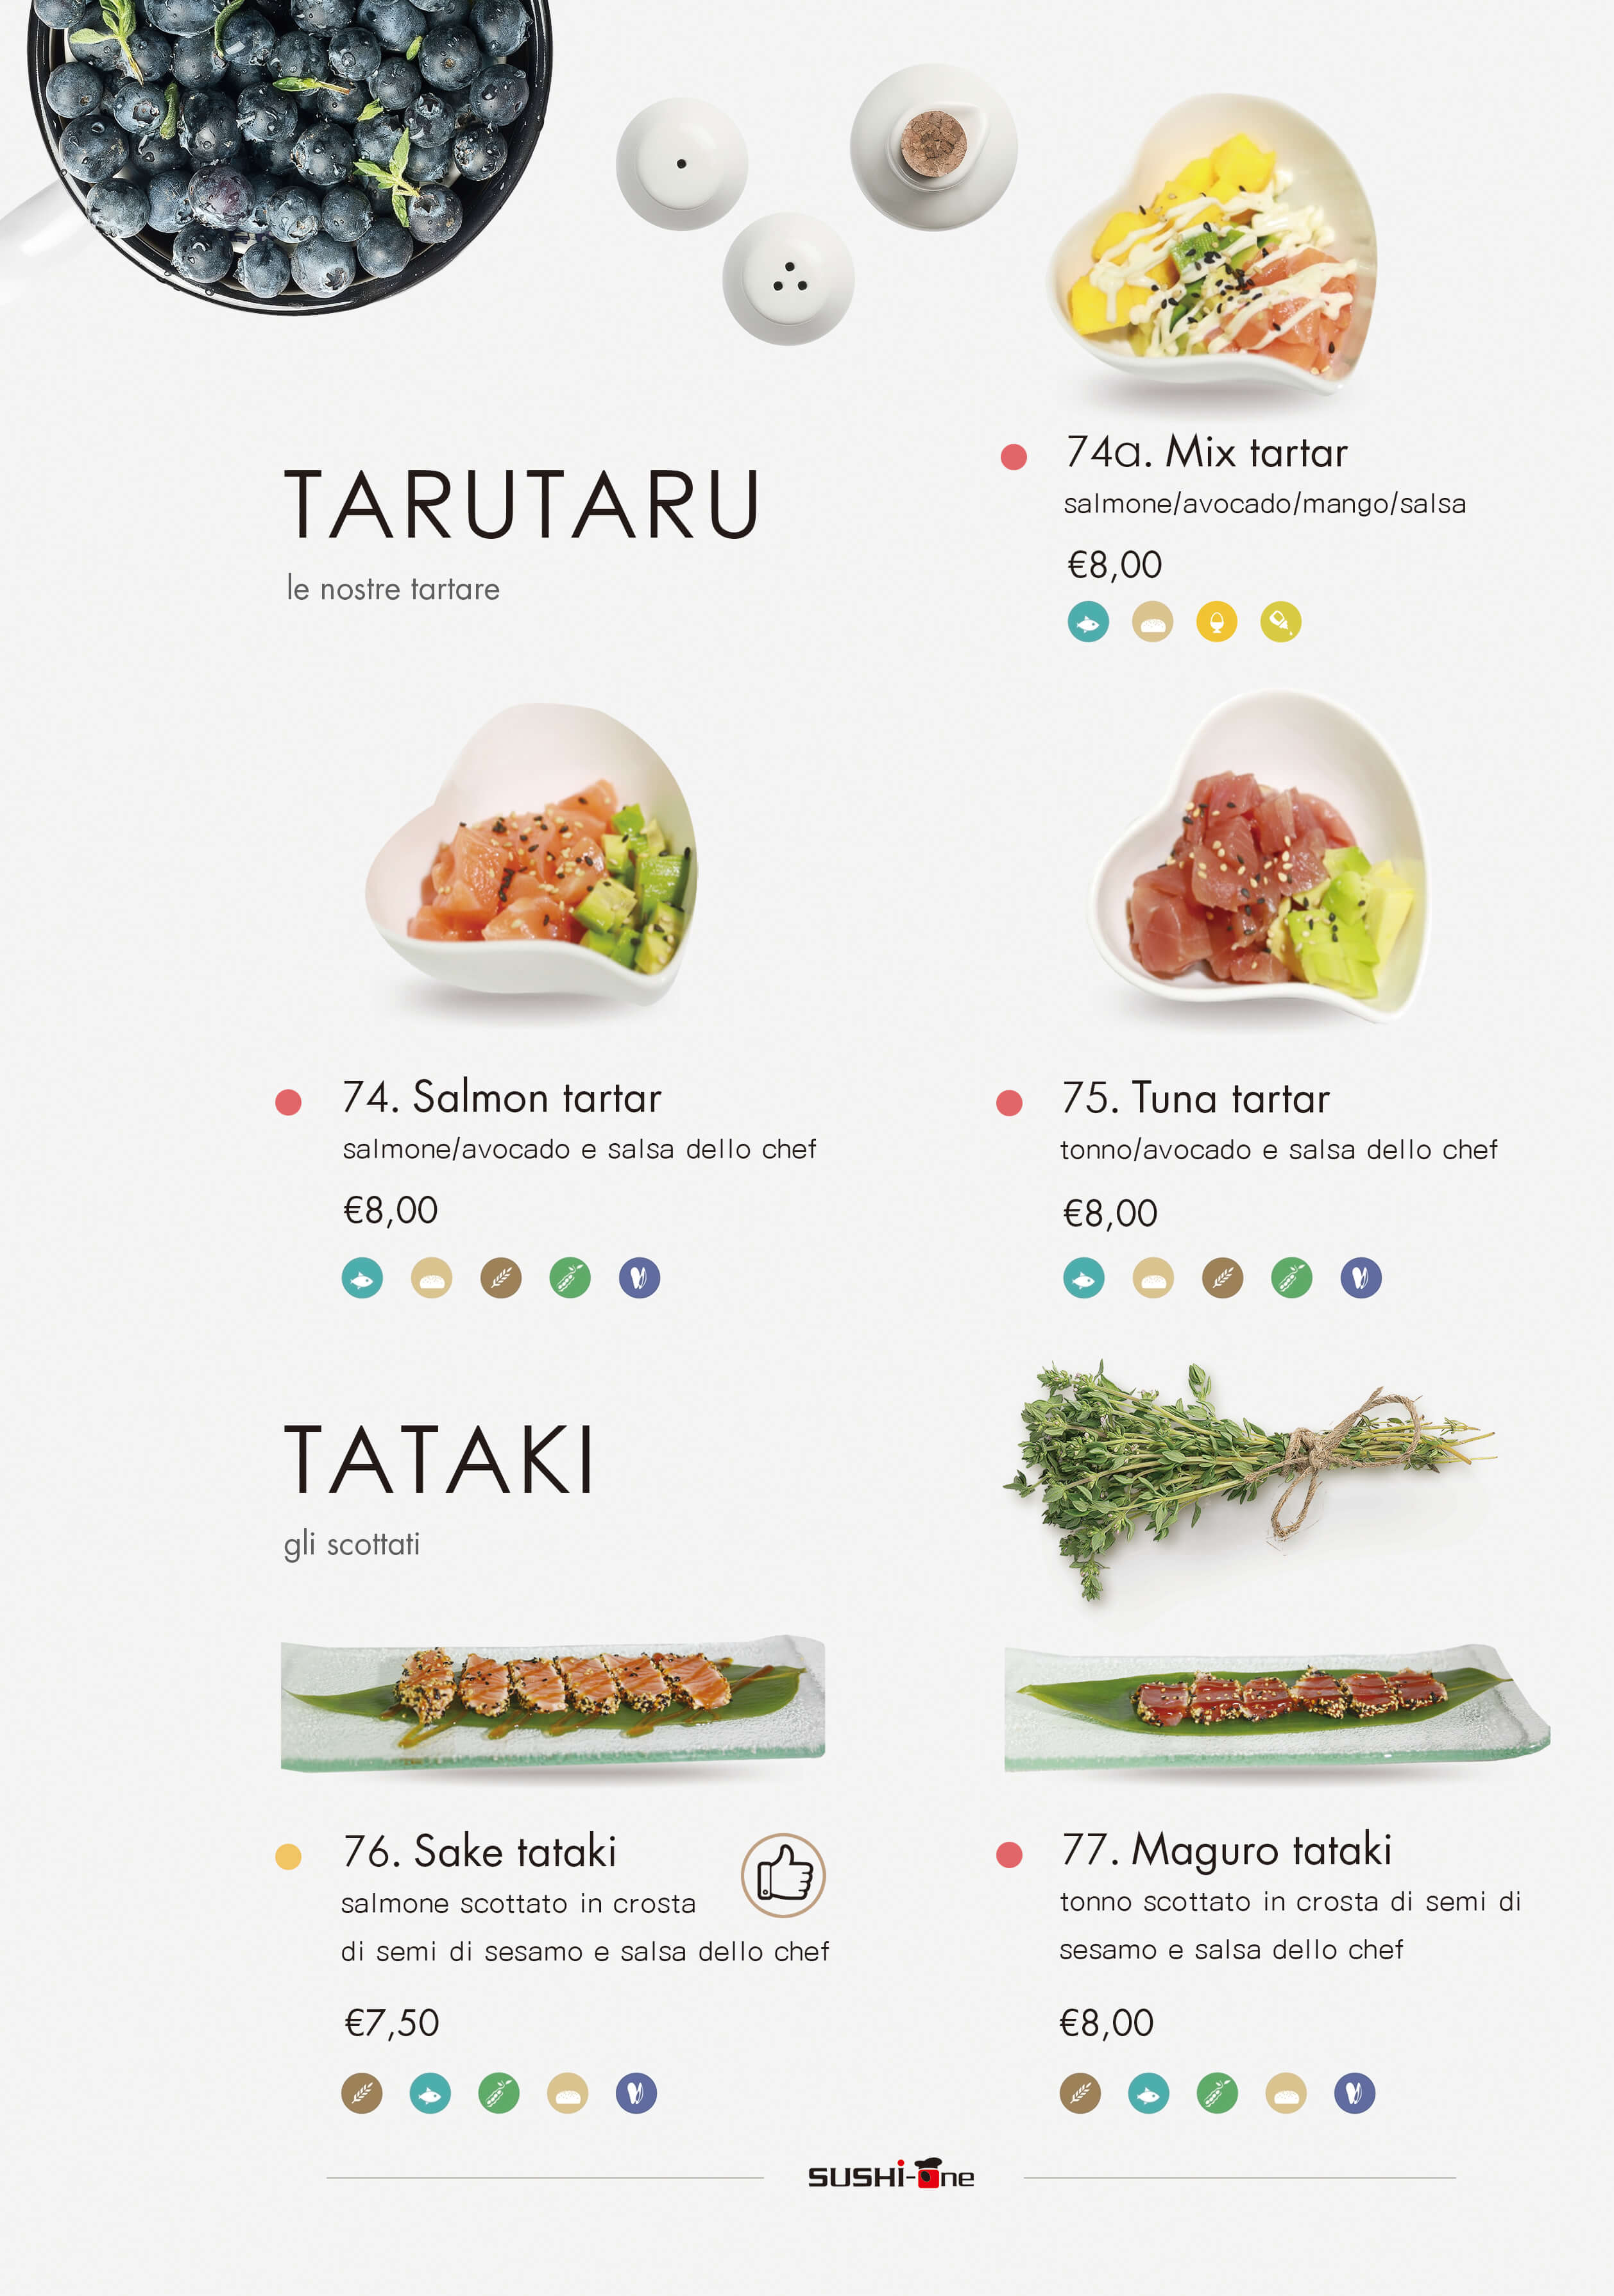 TARUTARU
le nostre tartare
74a. Mix tartar
salmone/avocado/mango/salsa
€8,00
74. Salmon tartar
salmone/avocado e salsa dello chef
€8,00
75. Tuna tartar
tonno/avocado e salsa dello chef
€8,00
TATAKI
gli scottati
76. Sake tataki
salmone scottato in crosta
di semi di sesamo e salsa dello chef
€7,50
77. Maguro tataki
tonno scottato in crosta di semi di
sesamo e salsa dello chef
€8,00
SUSHi-One